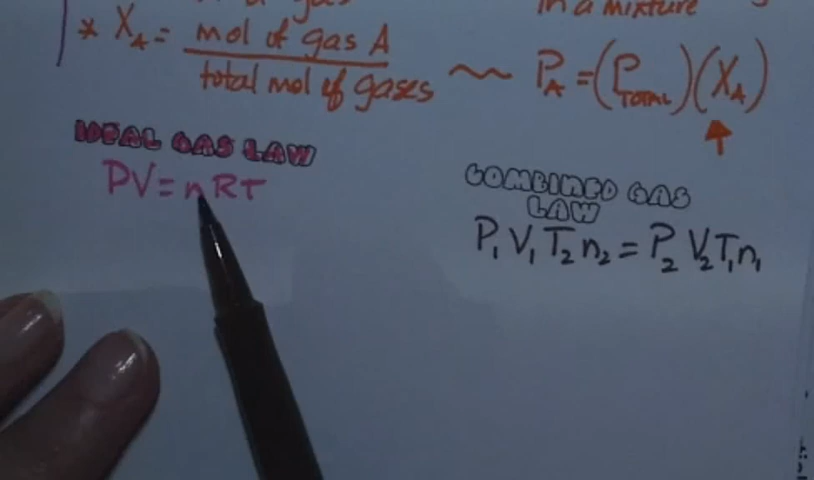 in a mixture
* X_A = mol of gas A
total mol of gases ~ P_A = (P_TOTAL)(X_A)
IDEAL GAS LAW
PV = nRT
COMBINED GAS
LAW
P₁V₁T₂n₂ = P₂V₂T₁n₁